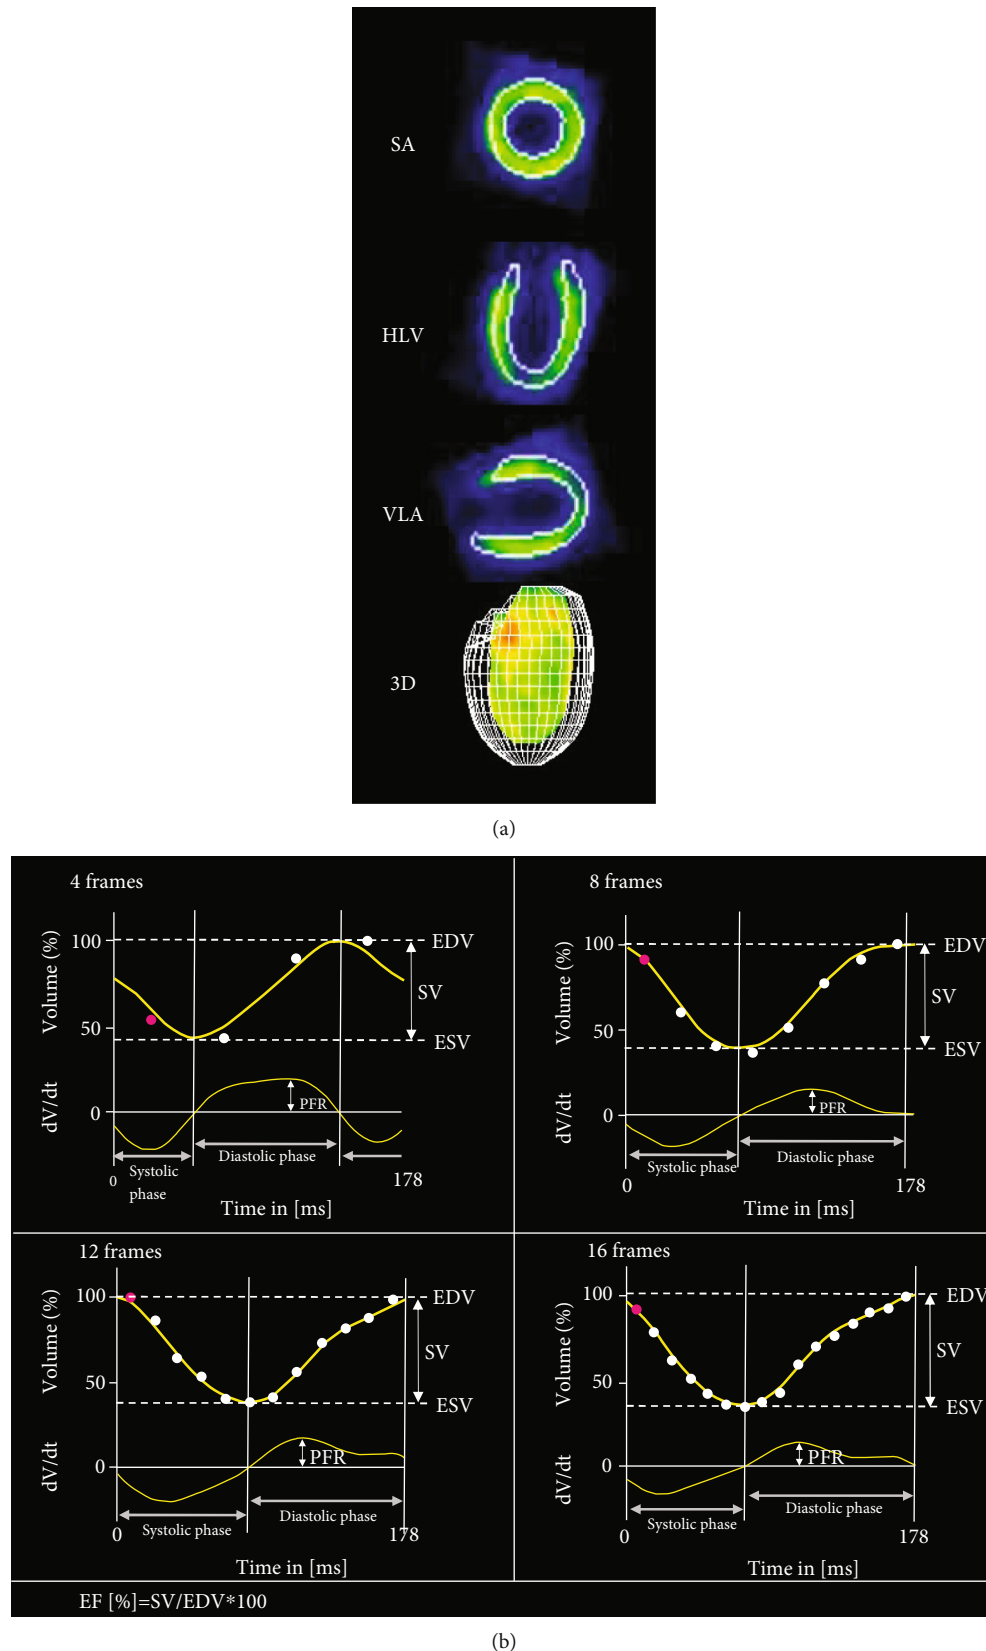 SA
HLV
VLA
3D
(a)
4 frames
Volume (%)
100
50
EDV
SV
ESV
dV/dt
0
PFR
Systolic
phase
Diastolic phase
0
178
Time in [ms]
8 frames
Volume (%)
100
50
EDV
SV
ESV
dV/dt
0
PFR
Systolic phase
Diastolic phase
0
178
Time in [ms]
12 frames
Volume (%)
100
50
EDV
SV
ESV
dV/dt
0
PFR
Systolic phase
Diastolic phase
0
178
Time in [ms]
16 frames
Volume (%)
100
50
EDV
SV
ESV
dV/dt
0
PFR
Systolic phase
Diastolic phase
0
178
Time in [ms]
EF [%]=SV/EDV*100
(b)